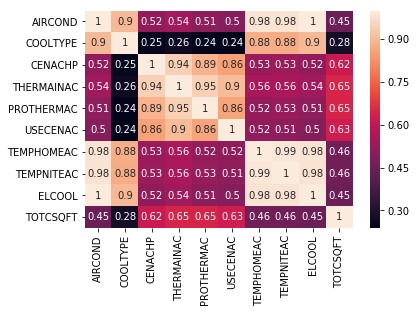 AIRCOND 1 0.9 0.52 0.54 0.51 0.5 0.98 0.98 1 0.45
COOLTYPE 0.9 1 0.25 0.26 0.24 0.24 0.88 0.88 0.9 0.28
CENACHP 0.52 0.25 1 0.94 0.89 0.86 0.53 0.53 0.52 0.62
THERMAINAC 0.54 0.26 0.94 1 0.95 0.9 0.56 0.56 0.54 0.65
PROTHERMAC 0.51 0.24 0.89 0.95 1 0.86 0.52 0.53 0.51 0.65
USECENAC 0.5 0.24 0.86 0.9 0.86 1 0.52 0.51 0.5 0.63
TEMPHOMEAC 0.98 0.88 0.53 0.56 0.52 0.52 1 0.99 0.98 0.46
TEMPNITEAC 0.98 0.88 0.53 0.56 0.53 0.51 0.99 1 0.98 0.46
ELCOOL 1 0.9 0.52 0.54 0.51 0.5 0.98 0.98 1 0.45
TOTCSQFT 0.45 0.28 0.62 0.65 0.65 0.63 0.46 0.46 0.45 1
AIRCOND
COOLTYPE
CENACHP
THERMAINAC
PROTHERMAC
USECENAC
TEMPHOMEAC
TEMPNITEAC
ELCOOL
TOTCSQFT
0.90
0.75
0.60
0.45
0.30